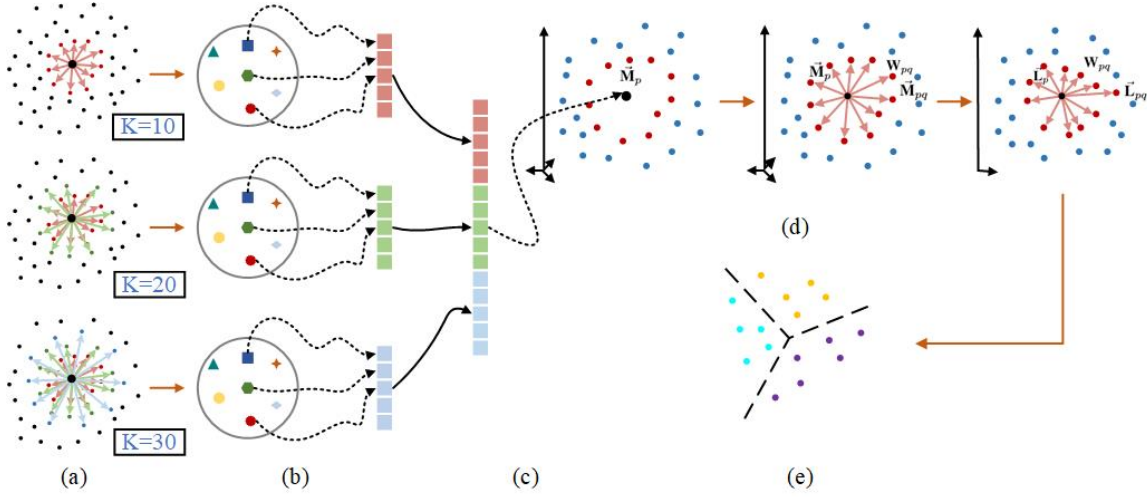 K=10
K=20
K=30
M⃗ₚ
M⃗ₚ
Wₚq
M⃗ₚq
L⃗ₚ
Wₚq
L⃗ₚq
(a)
(b)
(c)
(d)
(e)